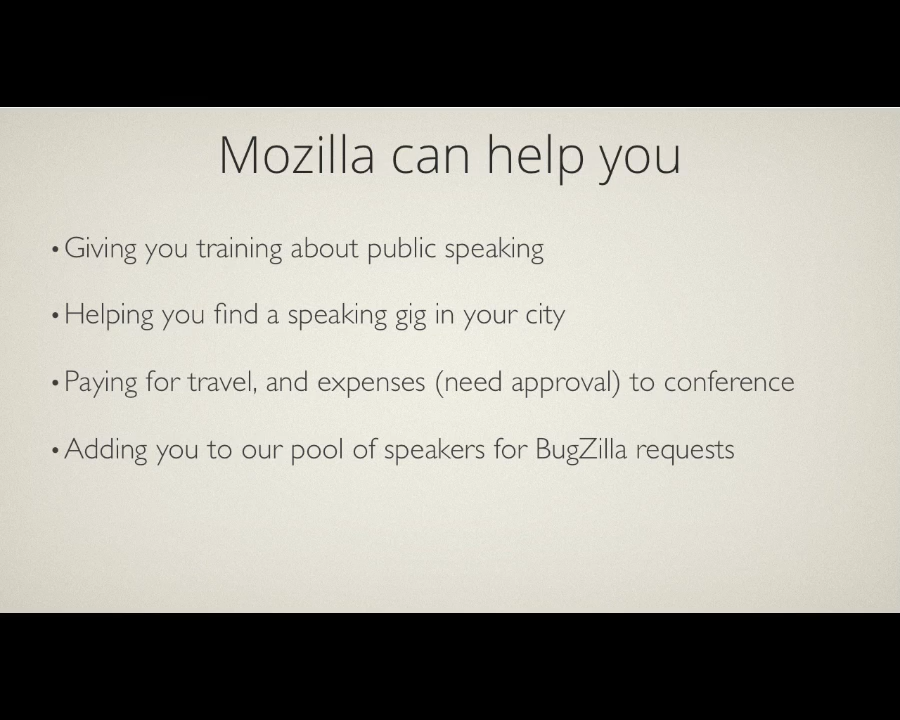 Mozilla can help you
• Giving you training about public speaking
• Helping you find a speaking gig in your city
• Paying for travel, and expenses (need approval) to conference
• Adding you to our pool of speakers for BugZilla requests